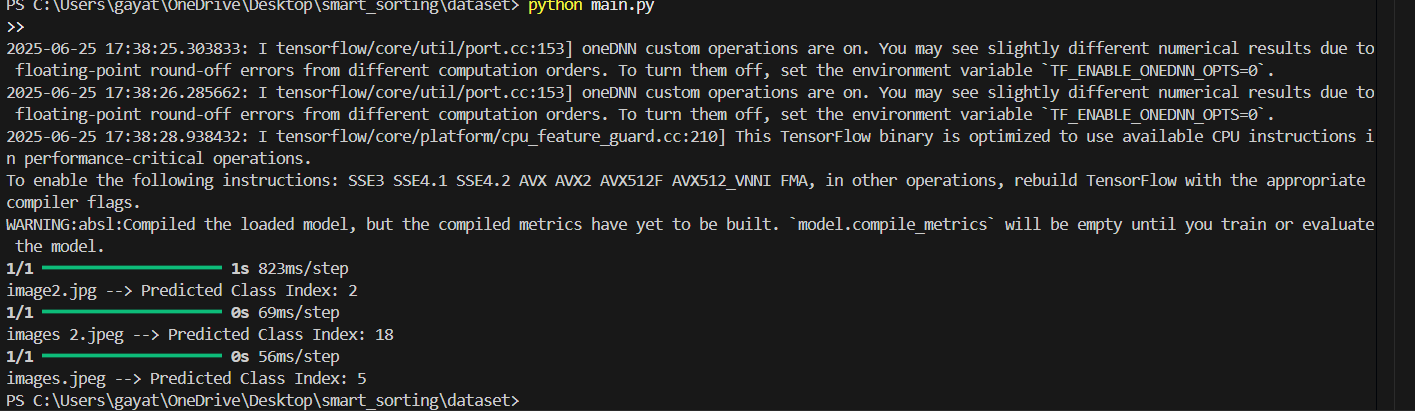 PS C:\Users\gayat\OneDrive\Desktop\smart_sorting\dataset> python main.py
>>
2025-06-25 17:38:25.303833: I tensorflow/core/util/port.cc:153] oneDNN custom operations are on. You may see slightly different numerical results due to
 floating-point round-off errors from different computation orders. To turn them off, set the environment variable `TF_ENABLE_ONEDNN_OPTS=0`.
2025-06-25 17:38:26.285662: I tensorflow/core/util/port.cc:153] oneDNN custom operations are on. You may see slightly different numerical results due to
 floating-point round-off errors from different computation orders. To turn them off, set the environment variable `TF_ENABLE_ONEDNN_OPTS=0`.
2025-06-25 17:38:28.938432: I tensorflow/core/platform/cpu_feature_guard.cc:210] This TensorFlow binary is optimized to use available CPU instructions i
n performance-critical operations.
To enable the following instructions: SSE3 SSE4.1 SSE4.2 AVX AVX2 AVX512F AVX512_VNNI FMA, in other operations, rebuild TensorFlow with the appropriate
compiler flags.
WARNING:absl:Compiled the loaded model, but the compiled metrics have yet to be built. `model.compile_metrics` will be empty until you train or evaluate
 the model.
1/1 ━━━━━━━━━━━━━━━━━━━━ 1s 823ms/step
image2.jpg --> Predicted Class Index: 2
1/1 ━━━━━━━━━━━━━━━━━━━━ 0s 69ms/step
images 2.jpeg --> Predicted Class Index: 18
1/1 ━━━━━━━━━━━━━━━━━━━━ 0s 56ms/step
images.jpeg --> Predicted Class Index: 5
PS C:\Users\gayat\OneDrive\Desktop\smart_sorting\dataset>